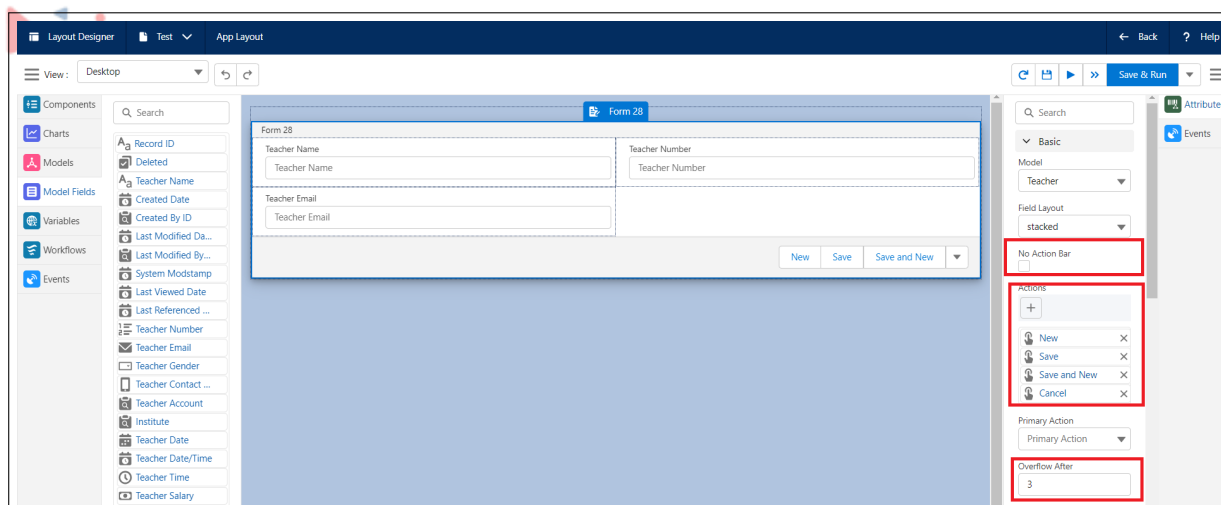 Layout Designer
Test
App Layout
Back
? Help
View :
Desktop
Save & Run
Components
Charts
Models
Model Fields
Variables
Workflows
Events
Search
Record ID
Deleted
Teacher Name
Created Date
Created By ID
Last Modified Da...
Last Modified By...
System Modstamp
Last Viewed Date
Last Referenced ...
Teacher Number
Teacher Email
Teacher Gender
Teacher Contact ...
Teacher Account
Institute
Teacher Date
Teacher Date/Time
Teacher Time
Teacher Salary
Form 28
Form 28
Teacher Name
Teacher Name
Teacher Number
Teacher Number
Teacher Email
Teacher Email
New
Save
Save and New
Search
Basic
Model
Teacher
Field Layout
stacked
No Action Bar
Actions
+
New
Save
Save and New
Cancel
Primary Action
Primary Action
Overflow After
3
Attribute
Events